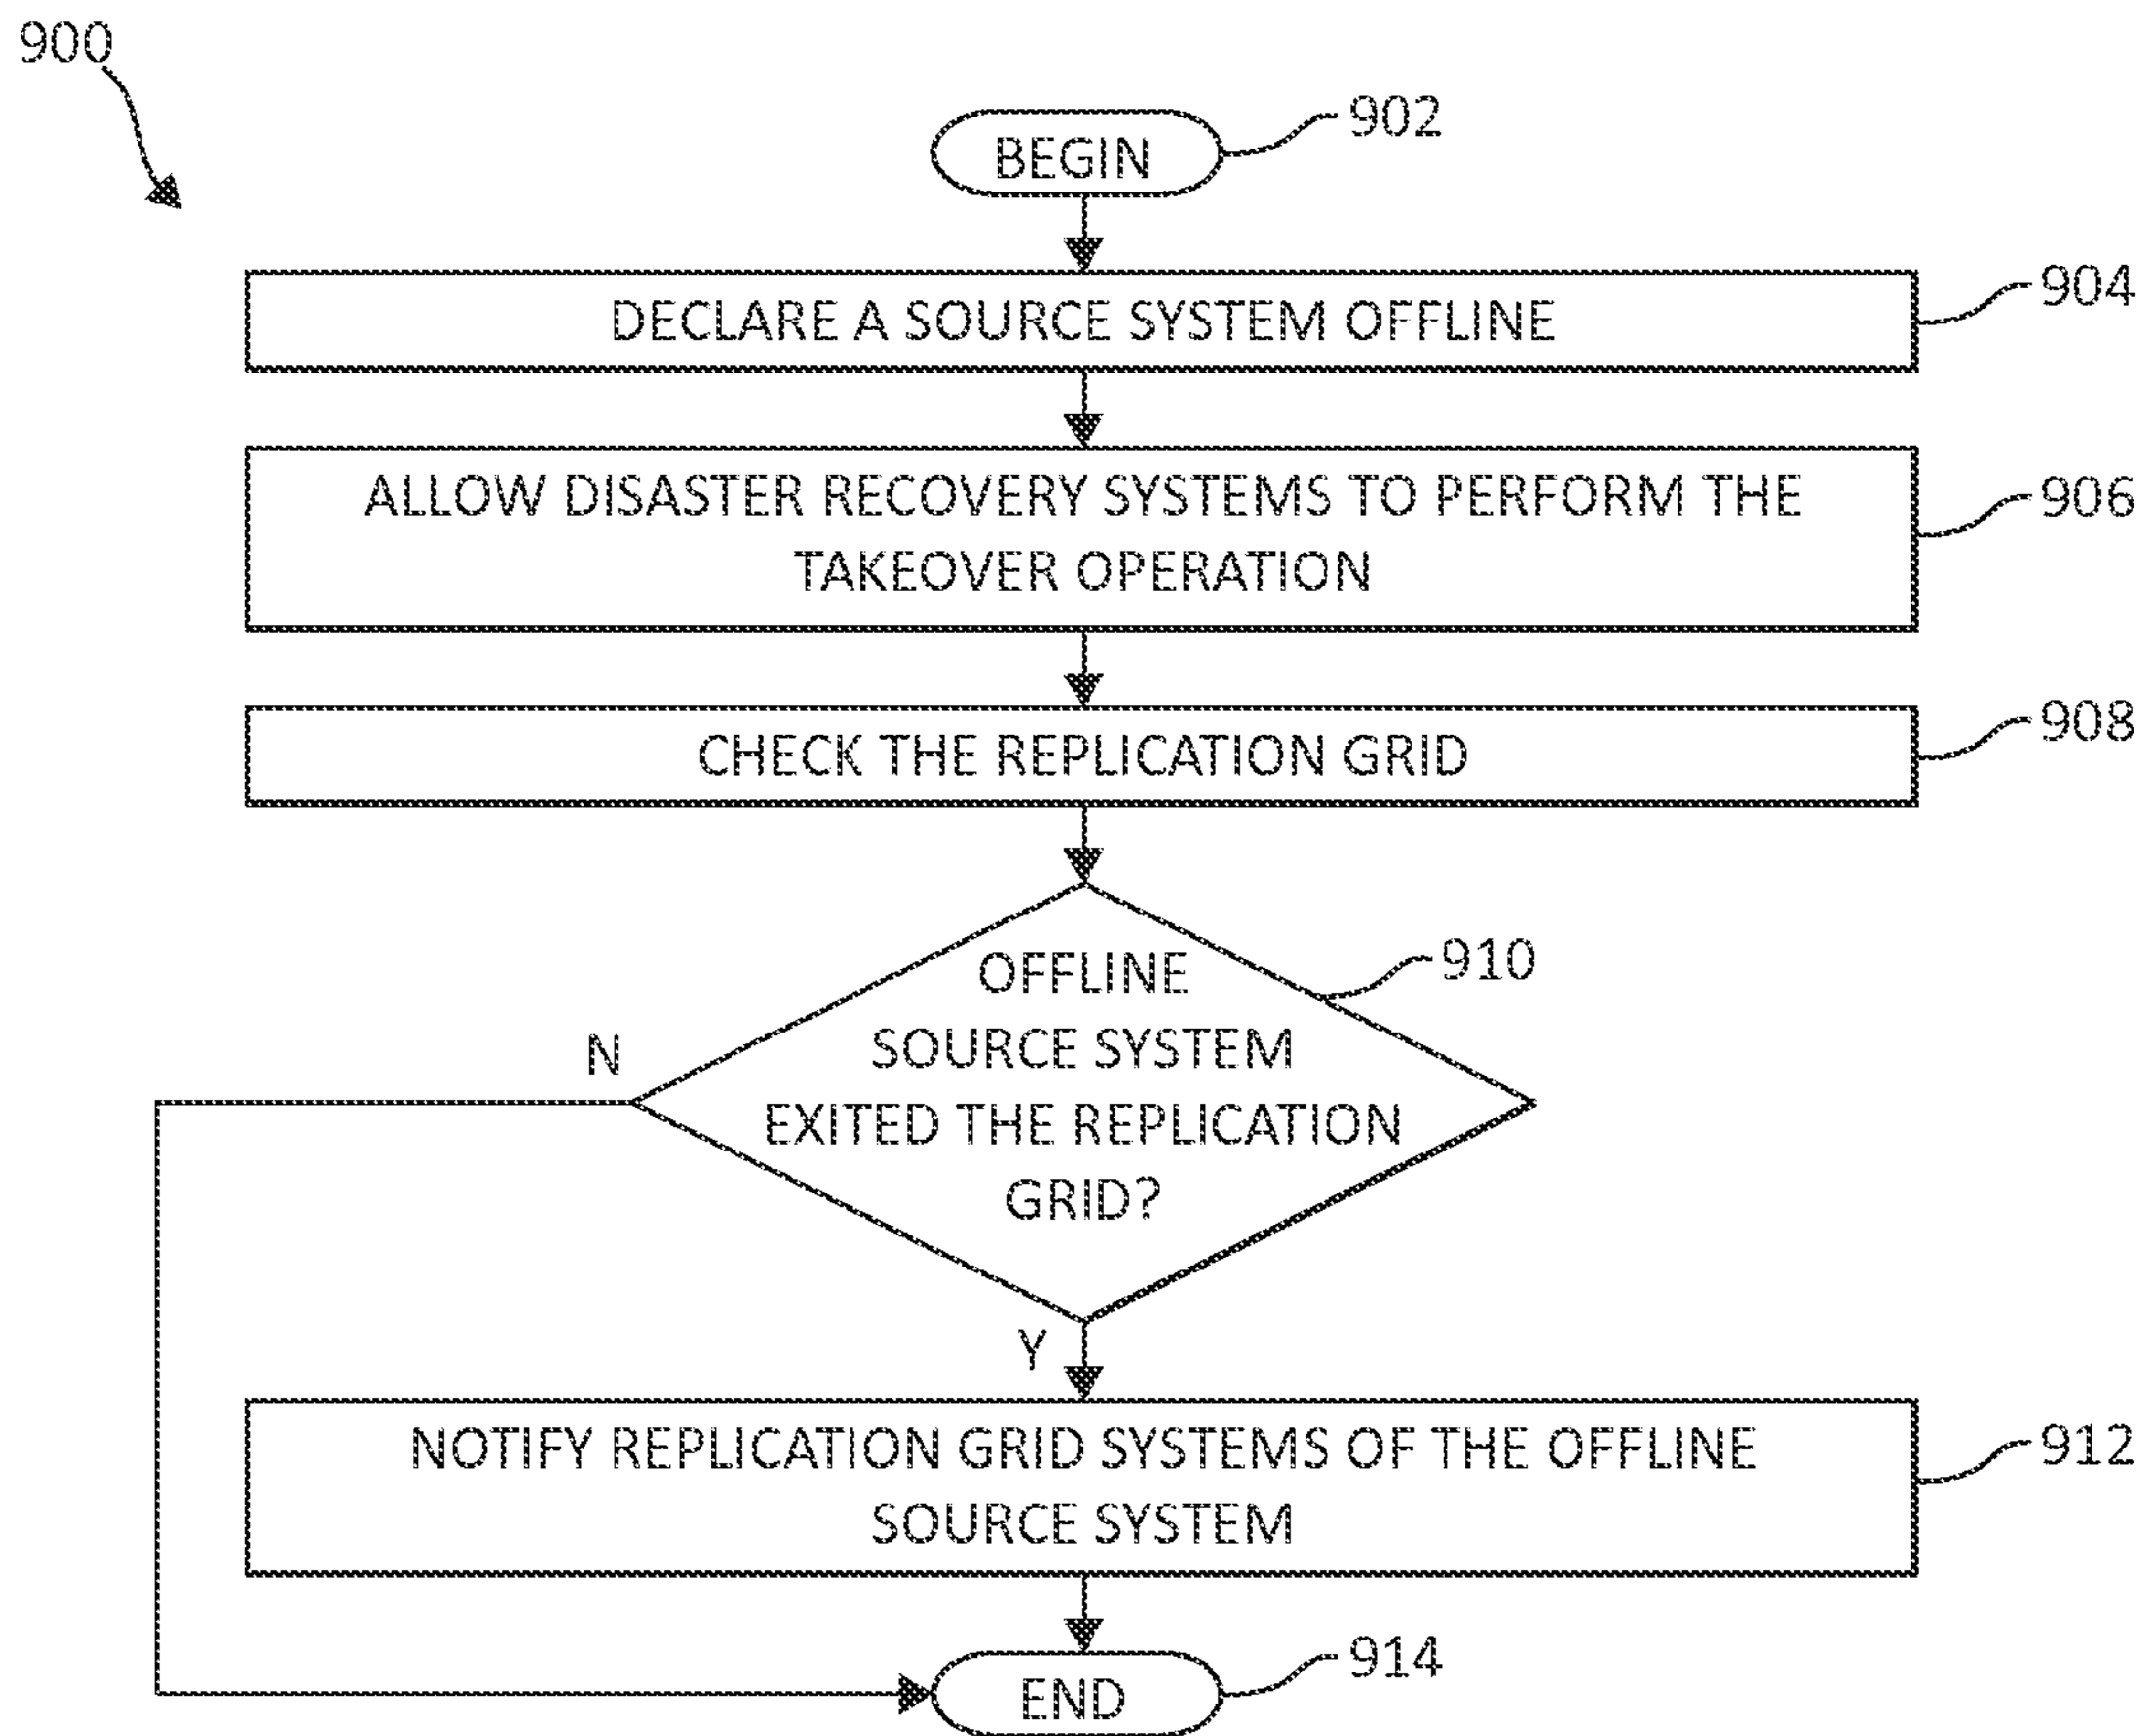 900
BEGIN
902
DECLARE A SOURCE SYSTEM OFFLINE
904
ALLOW DISASTER RECOVERY SYSTEMS TO PERFORM THE
TAKEOVER OPERATION
906
CHECK THE REPLICATION GRID
908
OFFLINE
SOURCE SYSTEM
EXITED THE REPLICATION
GRID?
910
N
Y
NOTIFY REPLICATION GRID SYSTEMS OF THE OFFLINE
SOURCE SYSTEM
912
END
914